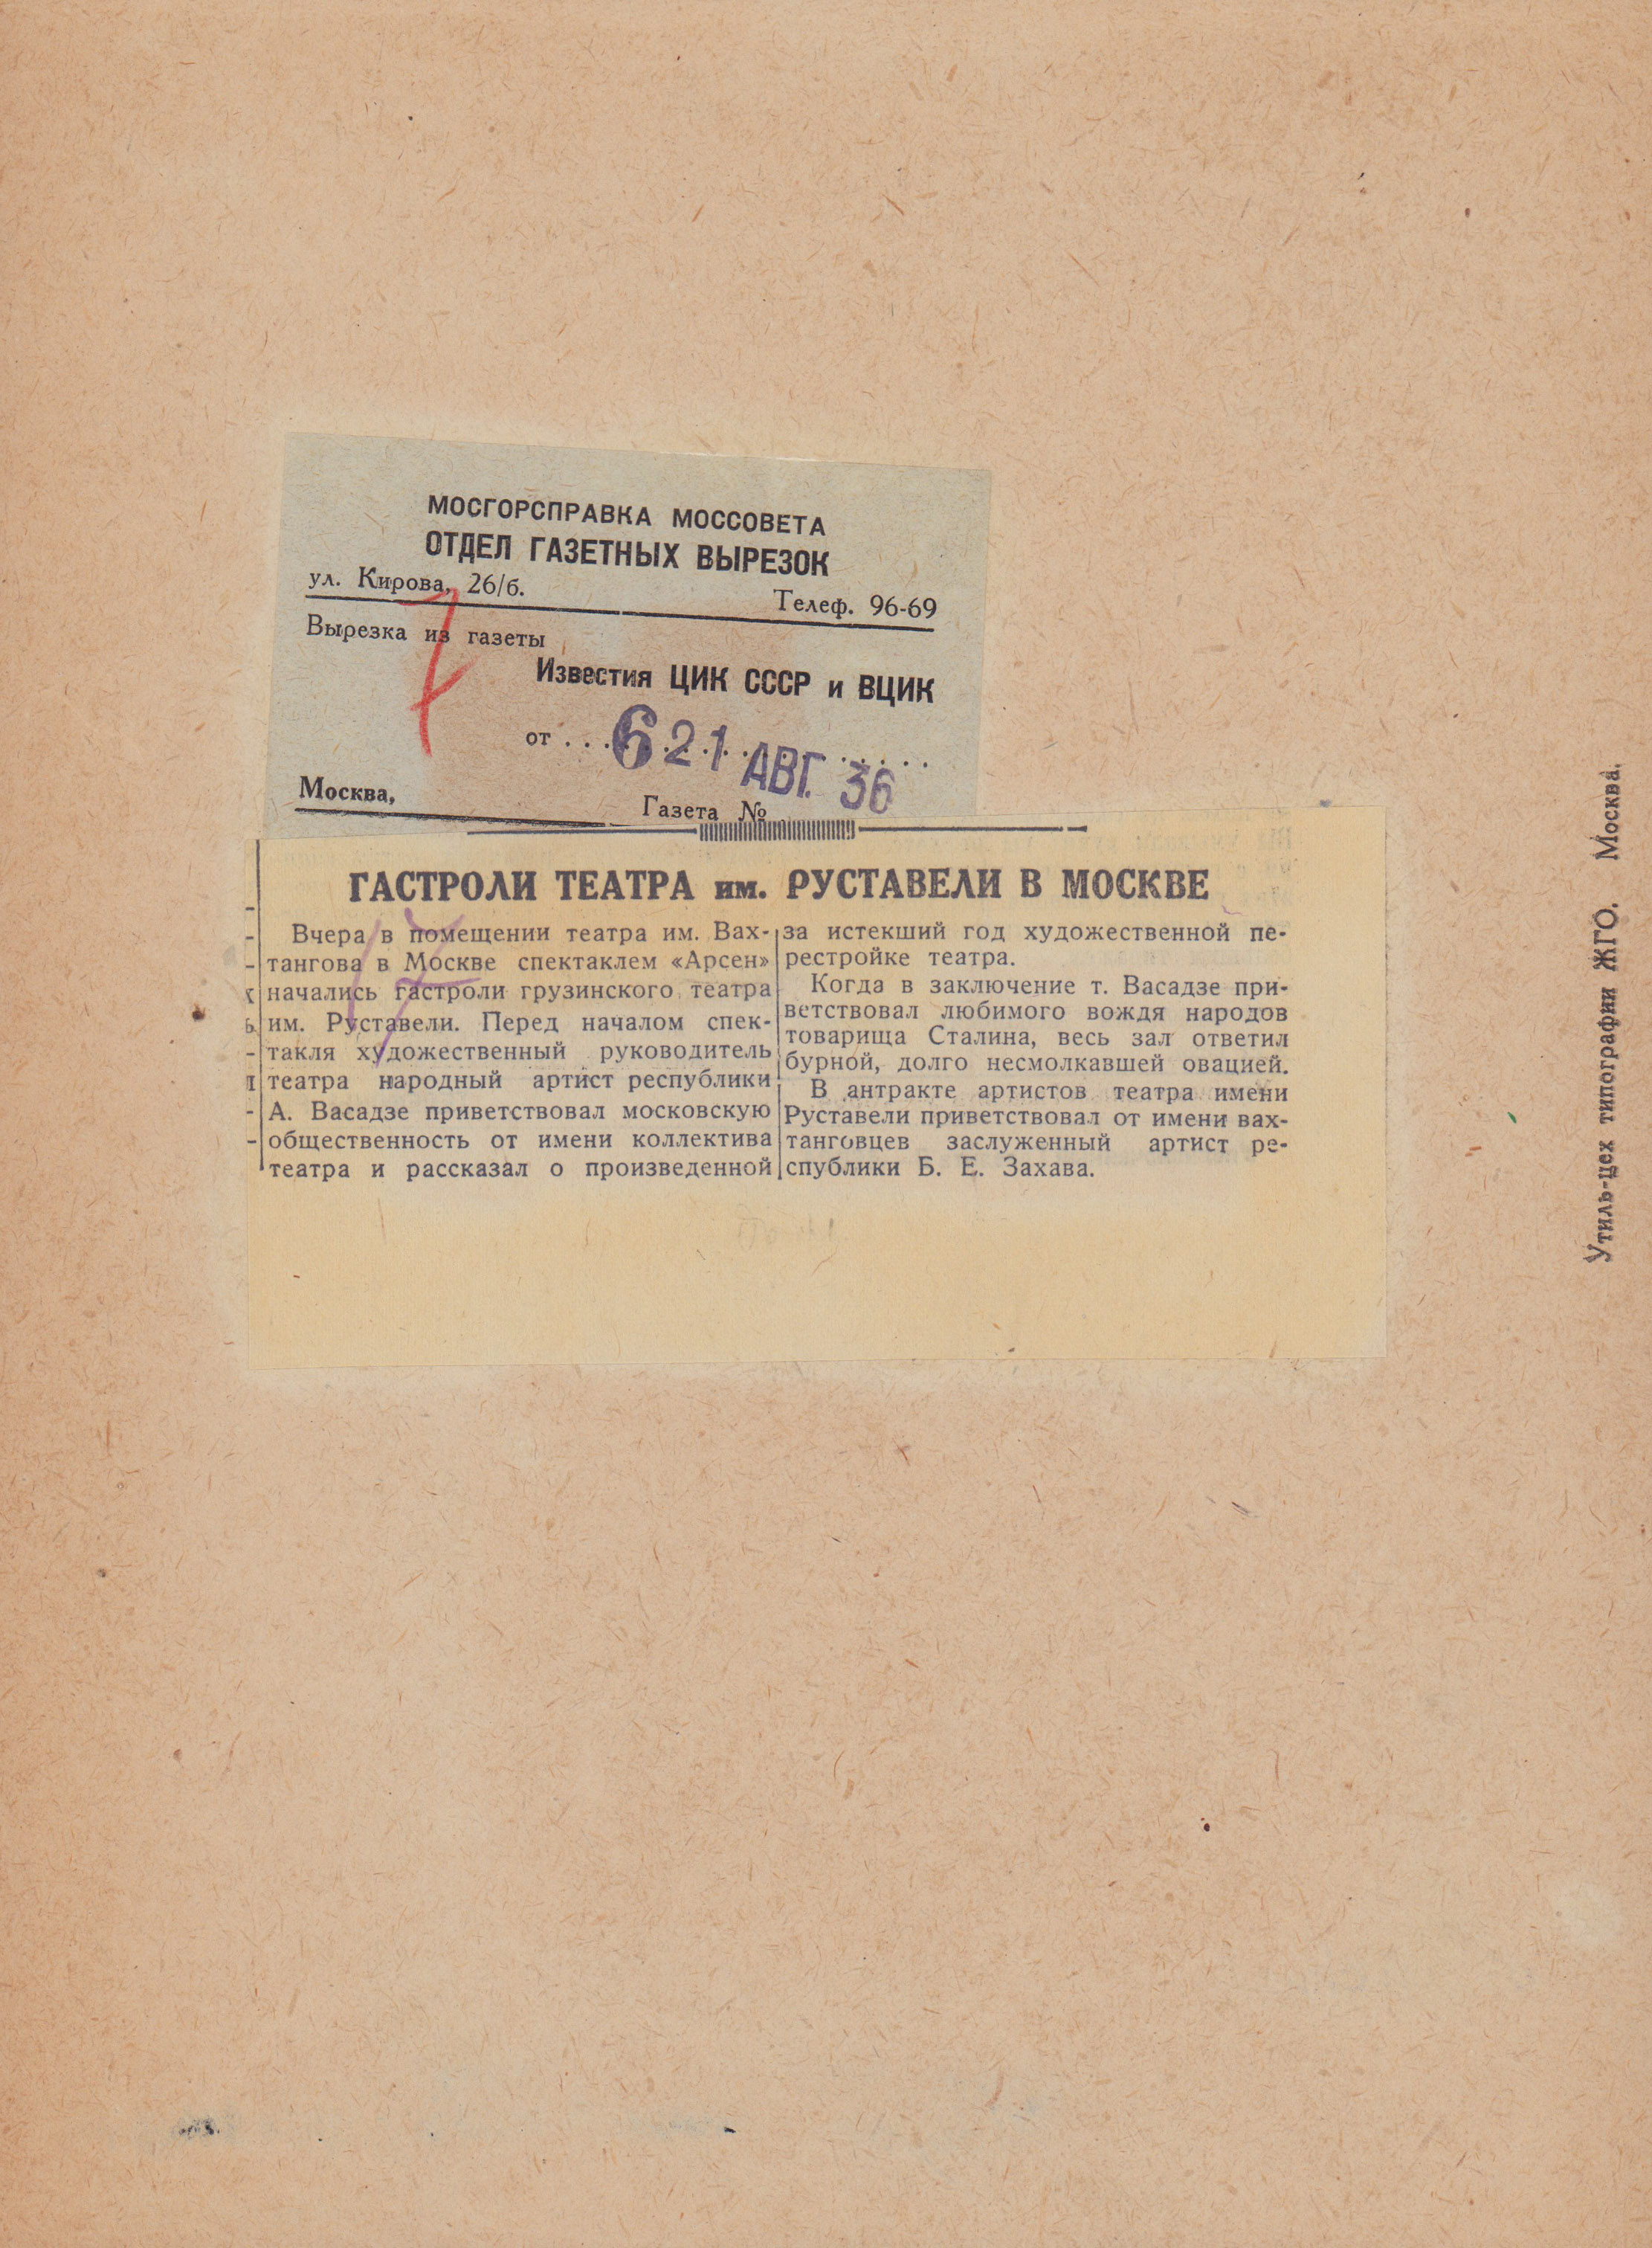 МОСГОРСПРАВКА МОССОВЕТА
ОТДЕЛ ГАЗЕТНЫХ ВЫРЕЗОК
ул. Кирова, 26/б. Телеф. 96-69
Вырезка из газеты
Известия ЦИК СССР и ВЦИК
от . . . 6 21 АВГ. 36
Москва, Газета №
ГАСТРОЛИ ТЕАТРА им. РУСТАВЕЛИ В МОСКВЕ
Вчера в помещении театра им. Вах-
тангова в Москве спектаклем «Арсен»
начались гастроли грузинского театра
им. Руставели. Перед началом спек-
такля художественный руководитель
театра народный артист республики
А. Васадзе приветствовал московскую
общественность от имени коллектива
театра и рассказал о произведенной
за истекший год художественной пе-
рестройке театра.
Когда в заключение т. Васадзе при-
ветствовал любимого вождя народов
товарища Сталина, весь зал ответил
бурной, долго несмолкавшей овацией.
В антракте артистов театра имени
Руставели приветствовал от имени вах-
танговцев заслуженный артист ре-
спублики Б. Е. Захава.
Утиль-цех типографии ЖГО. Москва.